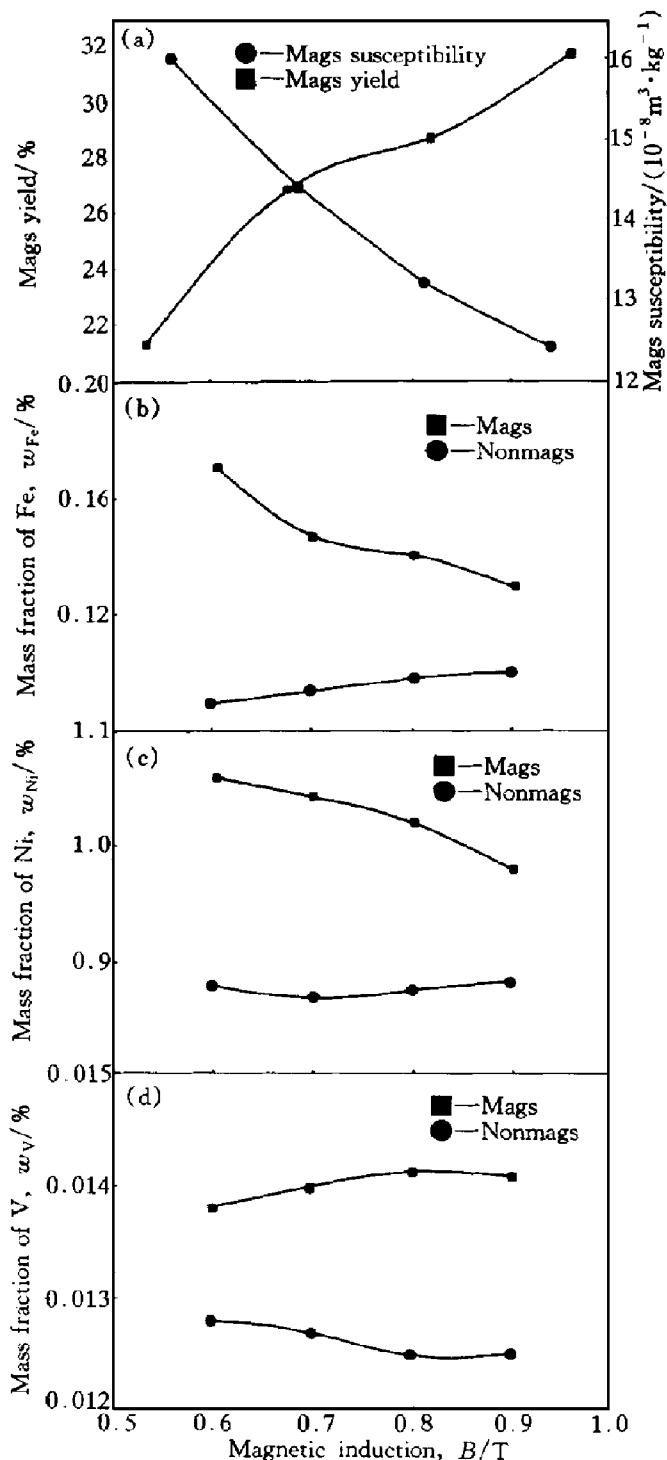 (a)
Mags susceptibility
Mags yield
32
30
28
26
24
22
0.20
Mags yield/%
16
15
14
13
12
Mags susceptibility/(10⁻⁸m³·kg⁻¹)
(b)
Mags
Nonmags
0.16
0.12
1.1
Mass fraction of Fe, w_Fe/%
(c)
Mags
Nonmags
1.0
0.9
0.015
Mass fraction of Ni, w_Ni/%
(d)
Mags
Nonmags
0.014
0.013
0.012
Mass fraction of V, w_V/%
0.5 0.6 0.7 0.8 0.9 1.0
Magnetic induction, B/T